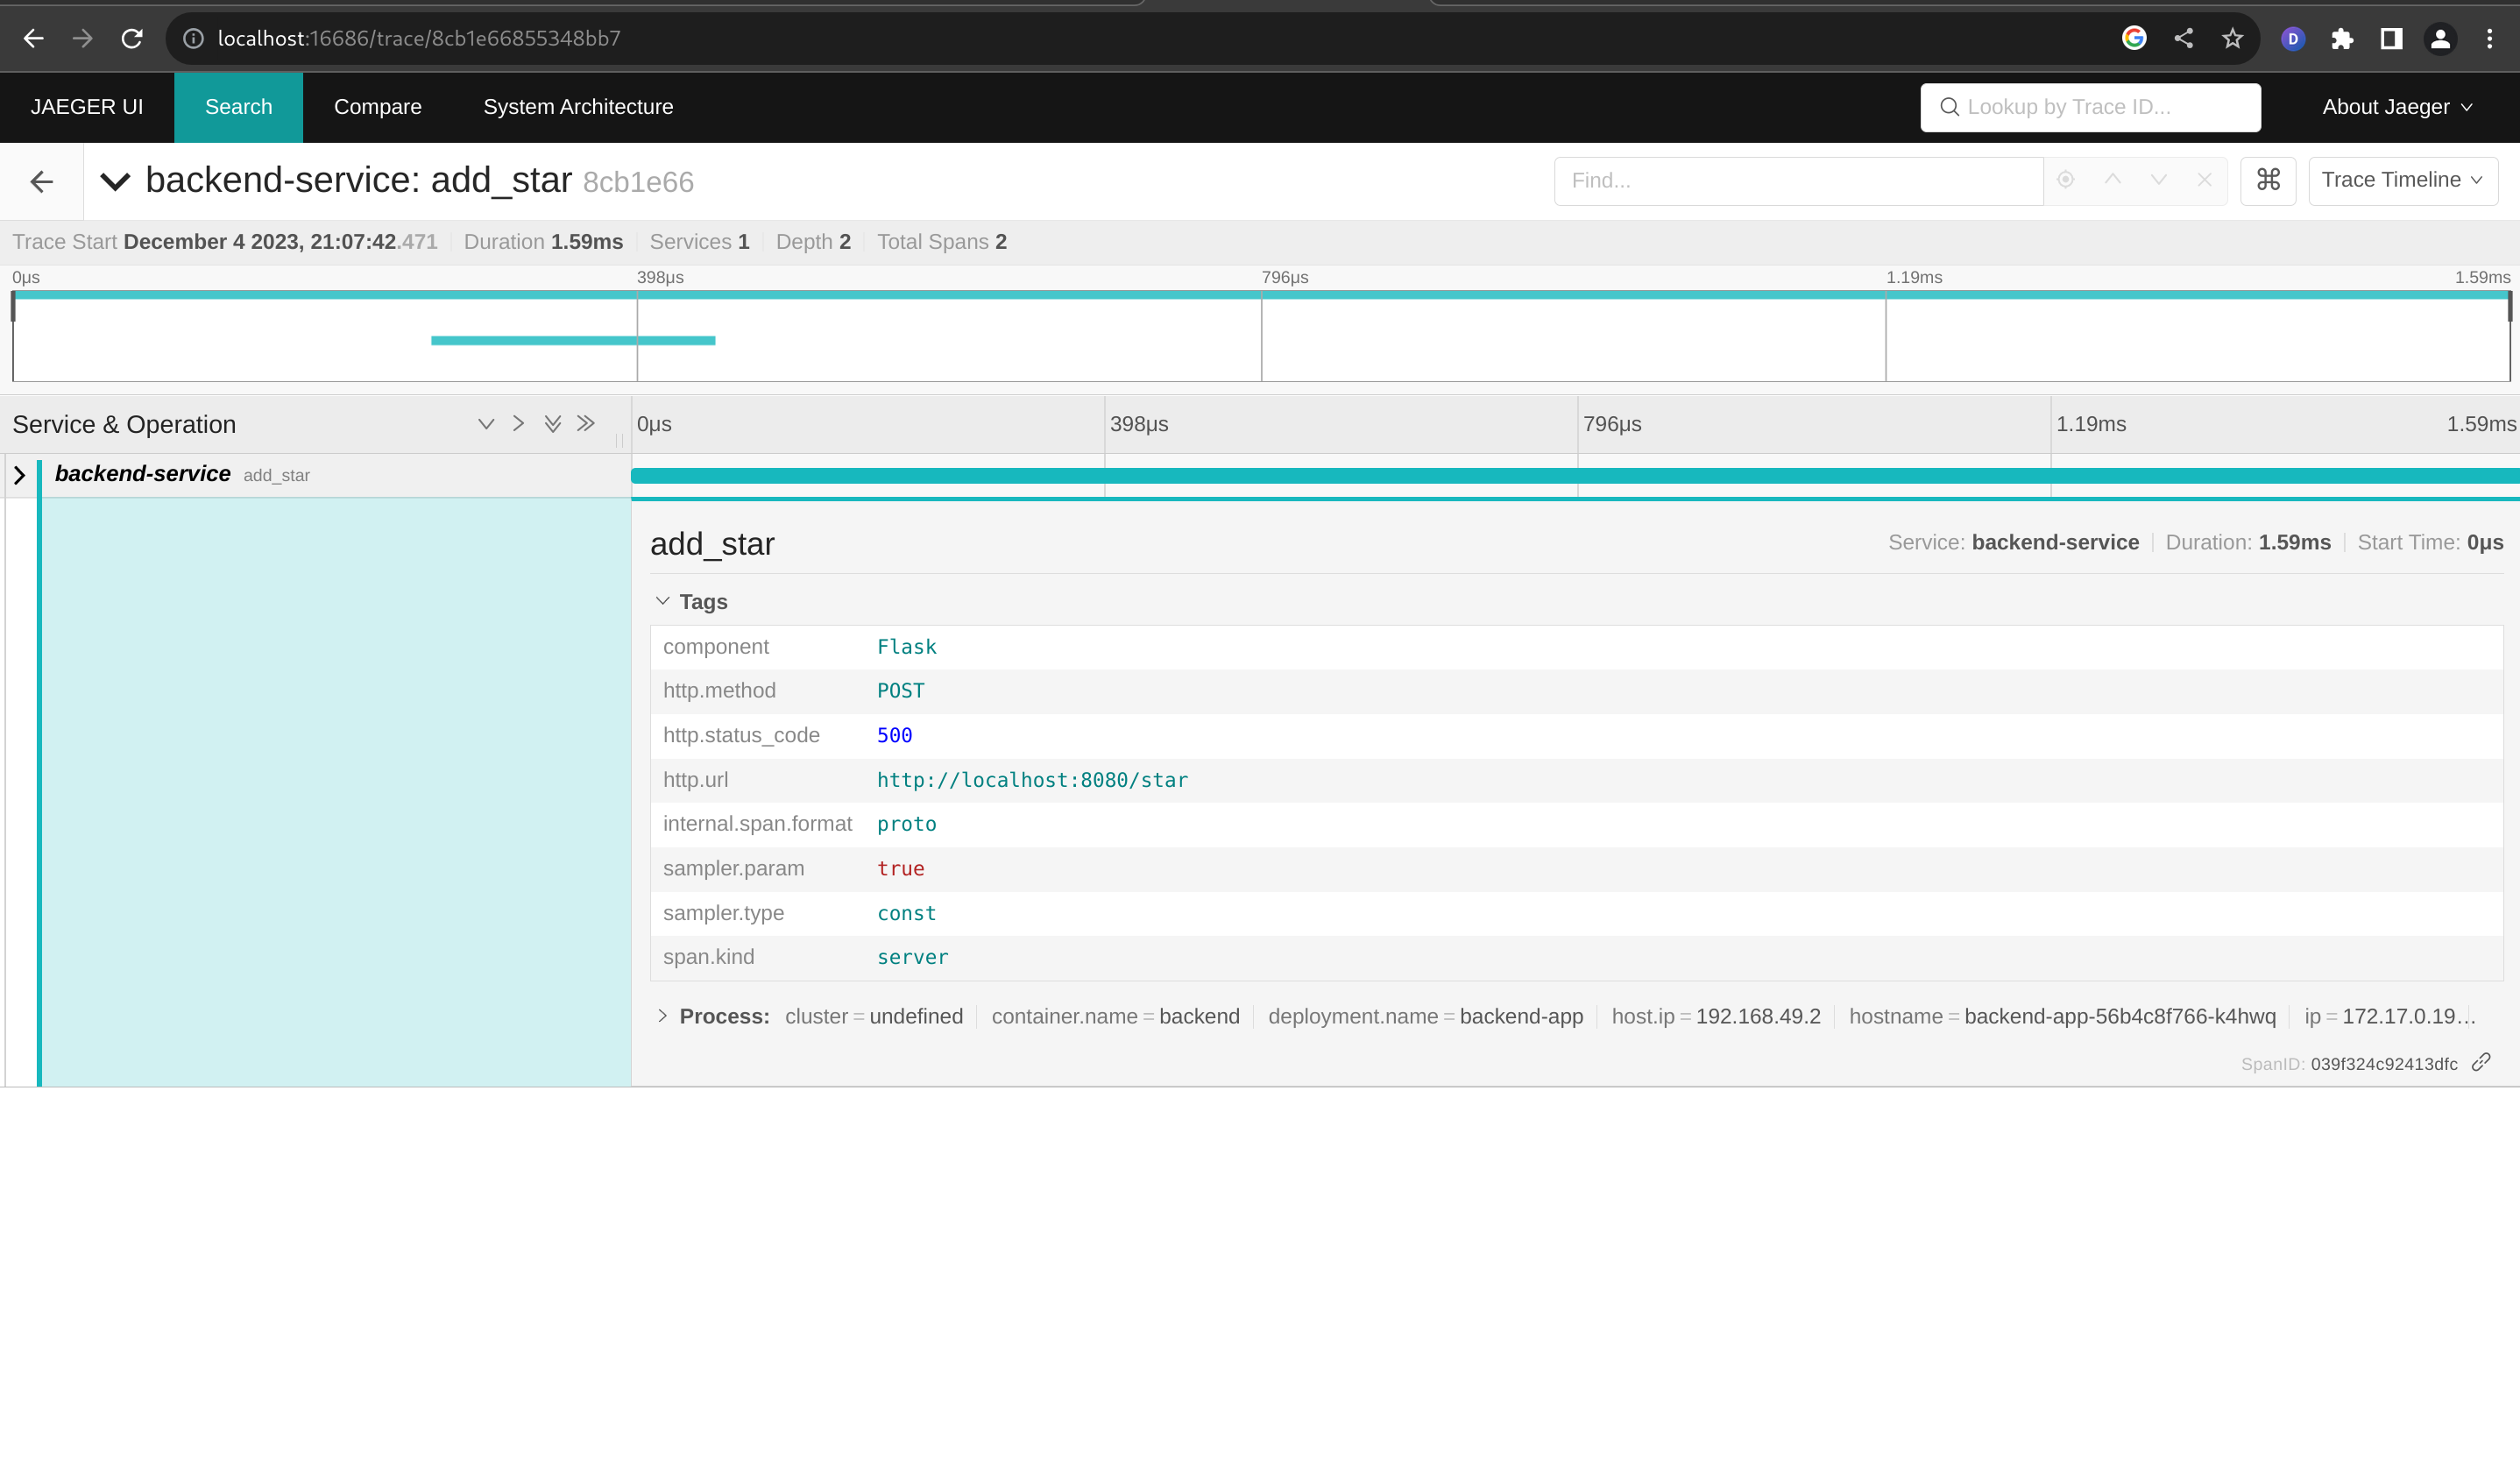 localhost:16686/trace/8cb1e66855348bb7
D
JAEGER UI Search Compare System Architecture Lookup by Trace ID... About Jaeger
backend-service: add_star 8cb1e66 Find... ⌘ Trace Timeline
Trace Start December 4 2023, 21:07:42.471 Duration 1.59ms Services 1 Depth 2 Total Spans 2
0μs 398μs 796μs 1.19ms 1.59ms
Service & Operation 0μs 398μs 796μs 1.19ms 1.59ms
backend-service add_star
add_star Service: backend-service Duration: 1.59ms Start Time: 0μs
Tags
component Flask
http.method POST
http.status_code 500
http.url http://localhost:8080/star
internal.span.format proto
sampler.param true
sampler.type const
span.kind server
Process: cluster = undefined container.name = backend deployment.name = backend-app host.ip = 192.168.49.2 hostname = backend-app-56b4c8f766-k4hwq ip = 172.17.0.19…
SpanID: 039f324c92413dfc